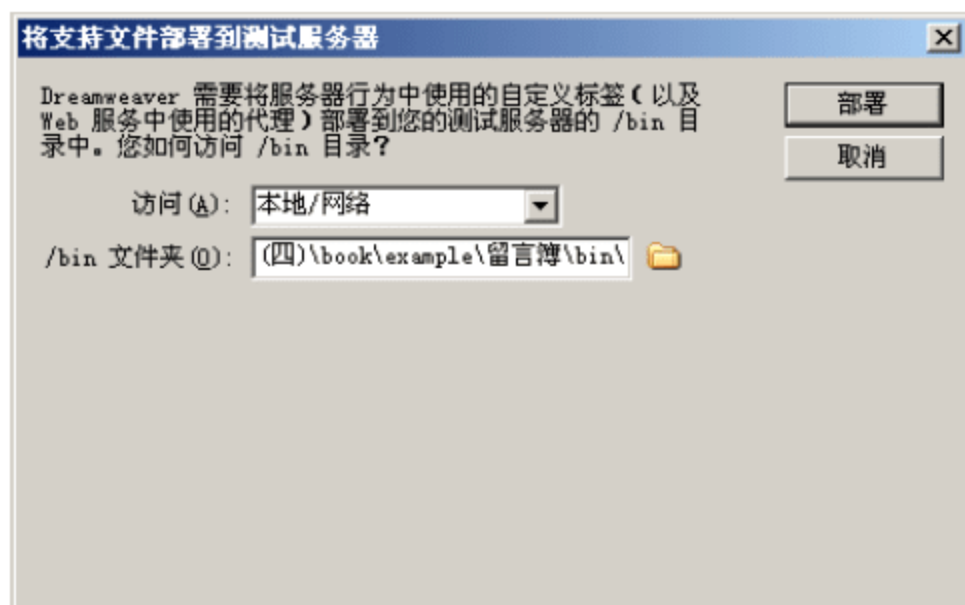 将支持文件部署到测试服务器
Dreamweaver 需要将服务器行为中使用的自定义标签(以及
Web 服务中使用的代理)部署到您的测试服务器的 /bin 目
录中。您如何访问 /bin 目录?
部署
取消
访问(A): 本地/网络
/bin 文件夹(O): (四)\book\example\留言簿\bin\